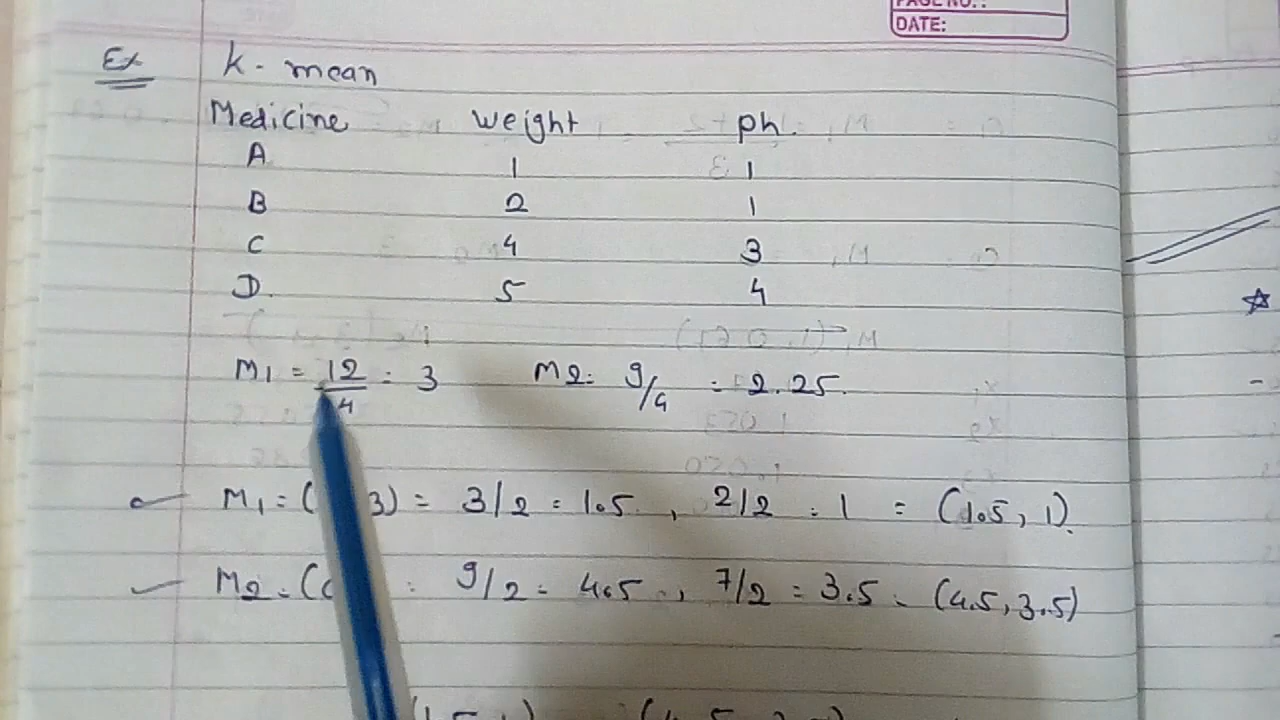 PAGE NO.:
DATE:
Ex k-mean
Medicine weight ph.
A 1 1
B 2 1
C 4 3
D. 5 4
M1 = 12/4 = 3 M2 = 9/4 = 2.25.
M1 = ( 3) = 3/2 = 1.5, 2/2 = 1 = (1.5, 1).
M2 = ( = 9/2 = 4.5, 7/2 = 3.5 = (4.5, 3.5)